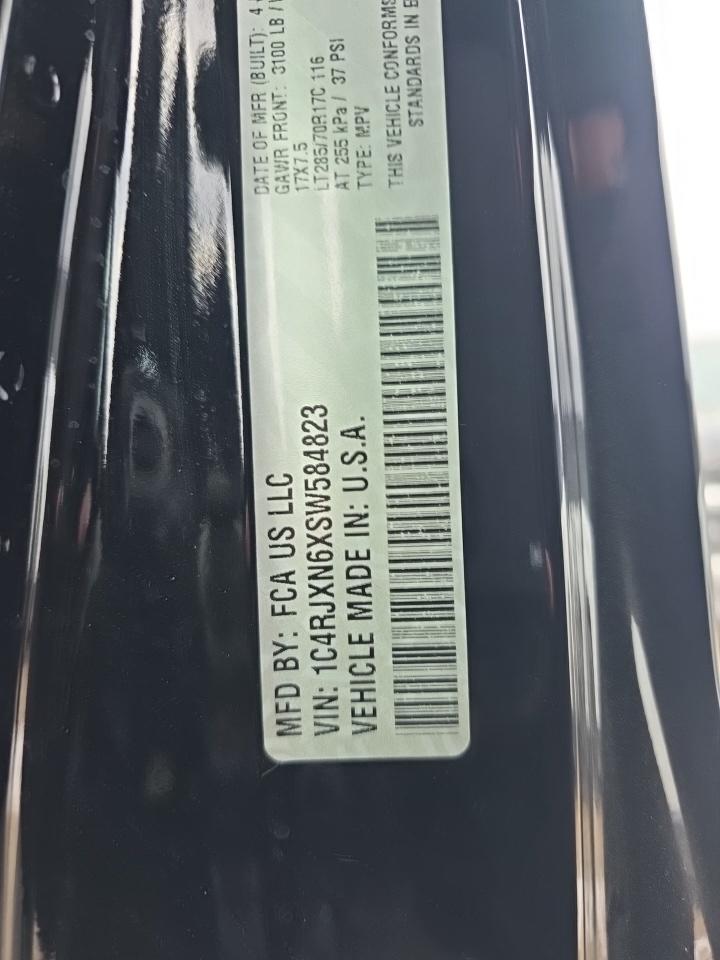 MFD BY: FCA US LLC
VIN: 1C4RJXN6XSW584823
VEHICLE MADE IN: U.S.A.
DATE OF MFR (BUILT): 4
GAWR FRONT: 3100 LB /
17X7.5
LT285/70R17C 116
AT 255 kPa / 37 PSI
TYPE: MPV
THIS VEHICLE CONFORMS
STANDARDS IN